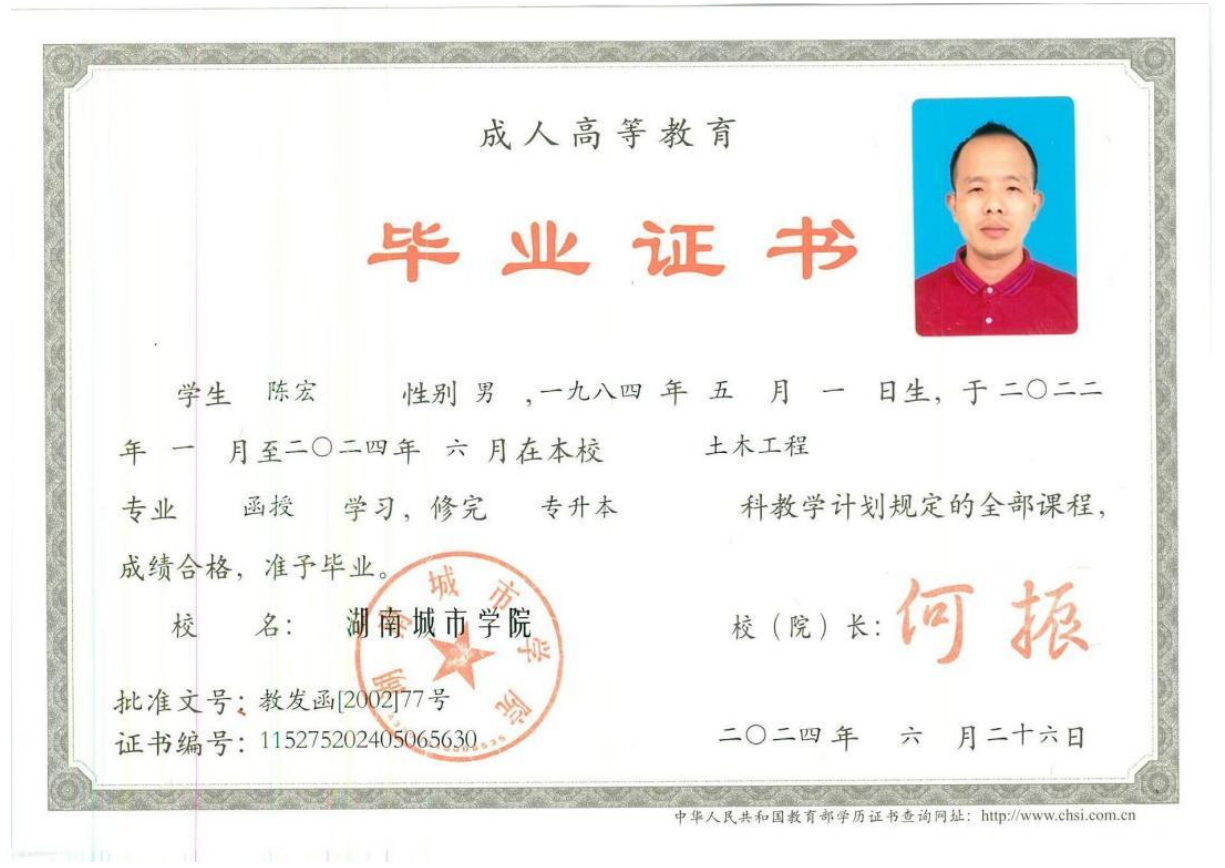 成人高等教育
毕业证书
学生 陈宏 性别 男 ,一九八四 年 五 月 一 日生, 于 二〇二二
年 一 月至二〇二四年 六 月在本校 土木工程
专业 函授 学习, 修完 专升本 科教学计划规定的全部课程,
成绩合格, 准予毕业。
校 名: 湖南城市学院
湖南城市学院
校(院)长: 何振
批准文号: 教发函[2002]77号
证书编号: 115275202405065630
二〇二四 年 六 月二十六日
中华人民共和国教育部学历证书查询网址: http://www.chsi.com.cn